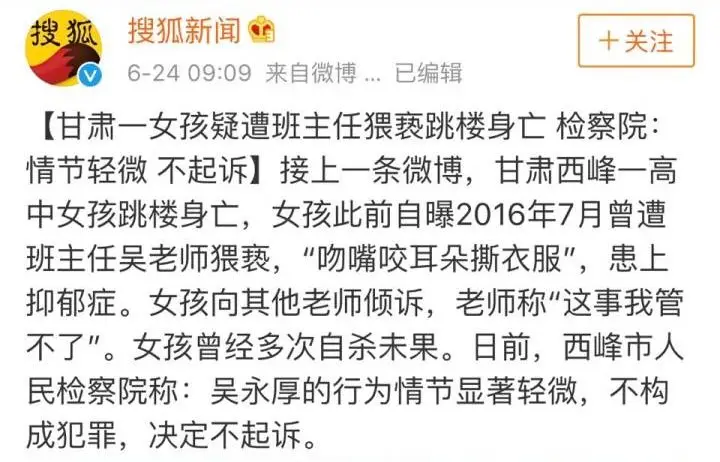 搜狐
搜狐新闻
+关注
6-24 09:09 来自微博 ... 已编辑
【甘肃一女孩疑遭班主任猥亵跳楼身亡 检察院：
情节轻微 不起诉】接上一条微博，甘肃西峰一高
中女孩跳楼身亡，女孩此前自曝2016年7月曾遭
班主任吴老师猥亵，“吻嘴咬耳朵撕衣服”，患上
抑郁症。女孩向其他老师倾诉，老师称“这事我管
不了”。女孩曾经多次自杀未果。日前，西峰市人
民检察院称：吴永厚的行为情节显著轻微，不构
成犯罪，决定不起诉。